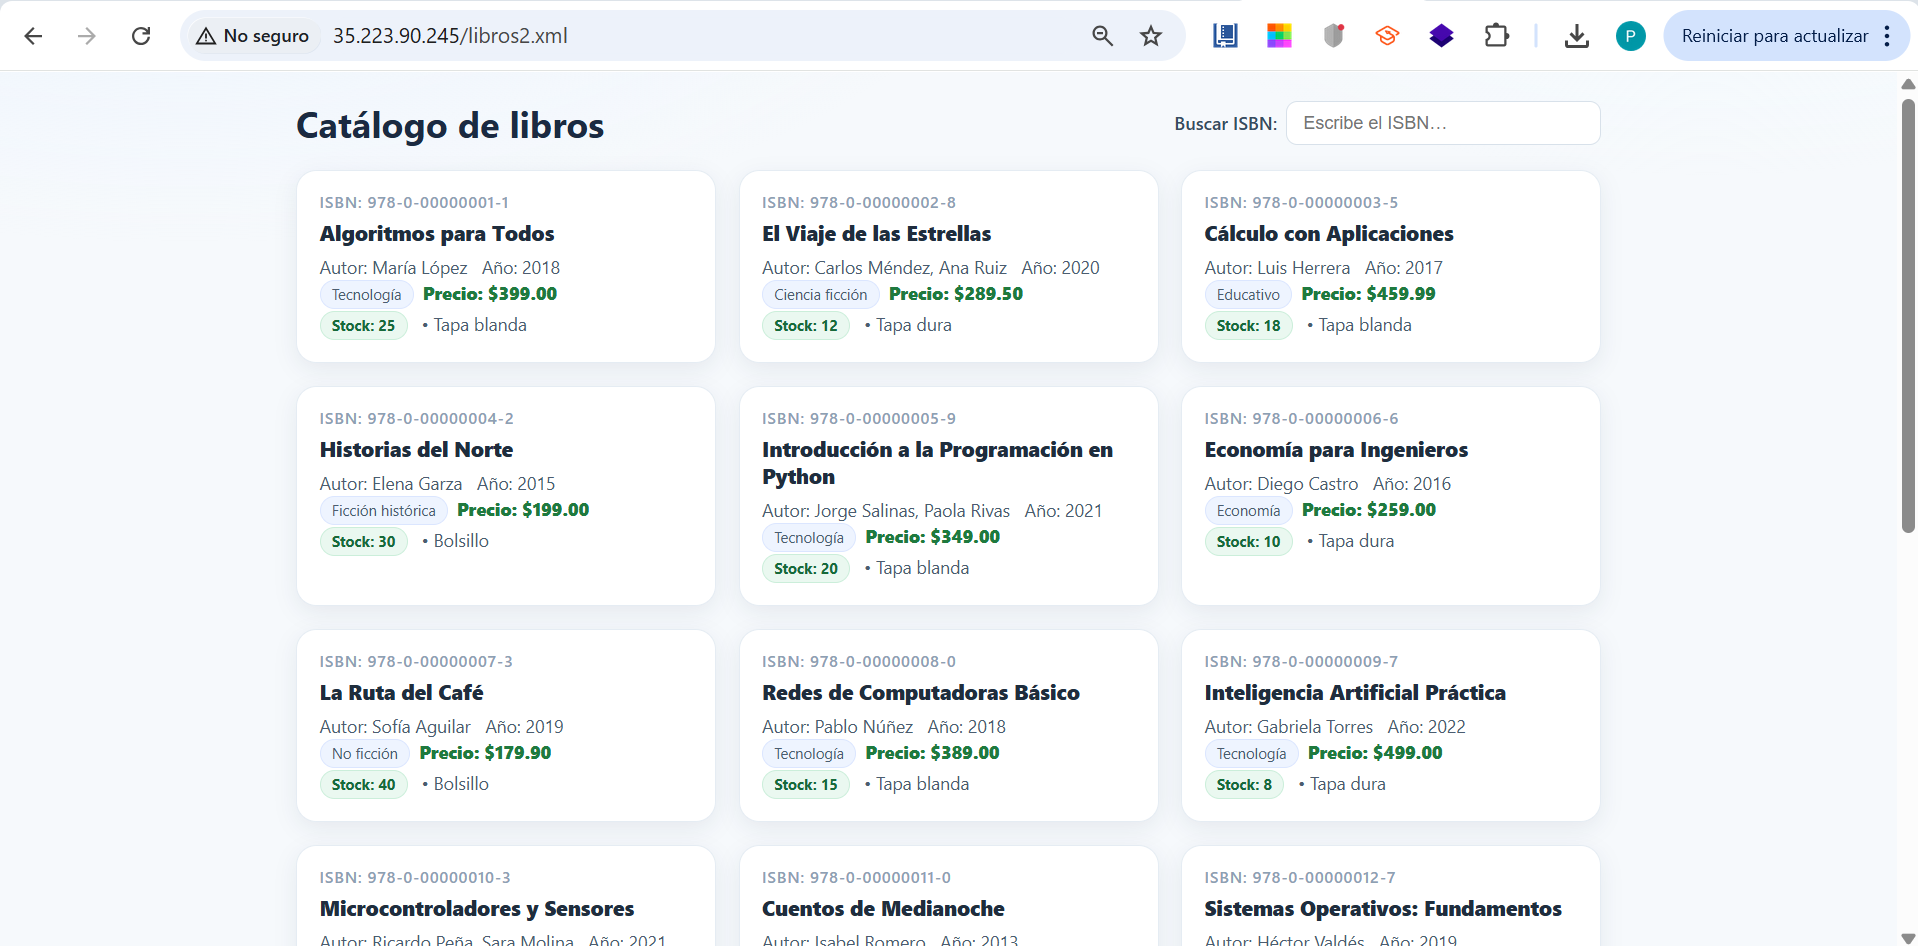 No seguro
35.223.90.245/libros2.xml
P
Reiniciar para actualizar
Catálogo de libros
Buscar ISBN:
Escribe el ISBN...
ISBN: 978-0-00000001-1
Algoritmos para Todos
Autor: María López Año: 2018
Tecnología Precio: $399.00
Stock: 25 • Tapa blanda
ISBN: 978-0-00000002-8
El Viaje de las Estrellas
Autor: Carlos Méndez, Ana Ruiz Año: 2020
Ciencia ficción Precio: $289.50
Stock: 12 • Tapa dura
ISBN: 978-0-00000003-5
Cálculo con Aplicaciones
Autor: Luis Herrera Año: 2017
Educativo Precio: $459.99
Stock: 18 • Tapa blanda
ISBN: 978-0-00000004-2
Historias del Norte
Autor: Elena Garza Año: 2015
Ficción histórica Precio: $199.00
Stock: 30 • Bolsillo
ISBN: 978-0-00000005-9
Introducción a la Programación en
Python
Autor: Jorge Salinas, Paola Rivas Año: 2021
Tecnología Precio: $349.00
Stock: 20 • Tapa blanda
ISBN: 978-0-00000006-6
Economía para Ingenieros
Autor: Diego Castro Año: 2016
Economía Precio: $259.00
Stock: 10 • Tapa dura
ISBN: 978-0-00000007-3
La Ruta del Café
Autor: Sofía Aguilar Año: 2019
No ficción Precio: $179.90
Stock: 40 • Bolsillo
ISBN: 978-0-00000008-0
Redes de Computadoras Básico
Autor: Pablo Núñez Año: 2018
Tecnología Precio: $389.00
Stock: 15 • Tapa blanda
ISBN: 978-0-00000009-7
Inteligencia Artificial Práctica
Autor: Gabriela Torres Año: 2022
Tecnología Precio: $499.00
Stock: 8 • Tapa dura
ISBN: 978-0-00000010-3
Microcontroladores y Sensores
Autor: Ricardo Peña, Sara Molina Año: 2021
ISBN: 978-0-00000011-0
Cuentos de Medianoche
Autor: Isabel Romero Año: 2013
ISBN: 978-0-00000012-7
Sistemas Operativos: Fundamentos
Autor: Héctor Valdés Año: 2019